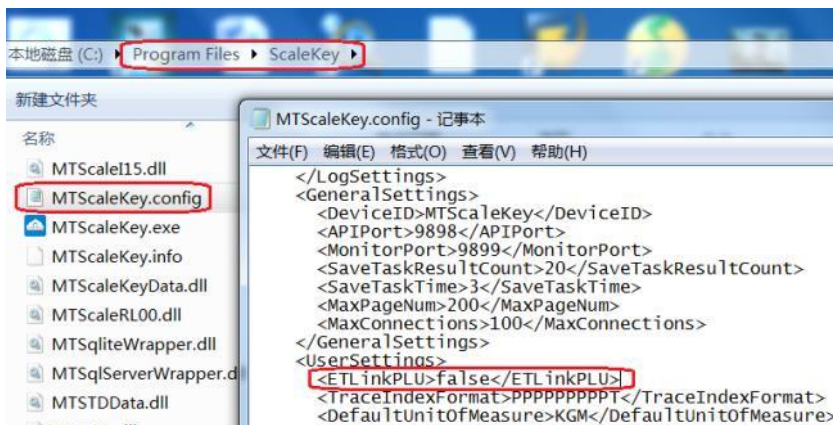 本地磁盘 (C:) ▸ Program Files ▸ ScaleKey ▸
新建文件夹
名称
MTScaleI15.dll
MTScaleKey.config
MTScaleKey.exe
MTScaleKey.info
MTScaleKeyData.dll
MTScaleRL00.dll
MTSqliteWrapper.dll
MTSqlServerWrapper.d
MTSTDData.dll
MTScaleKey.config - 记事本
文件(F) 编辑(E) 格式(O) 查看(V) 帮助(H)
</LogSettings>
<GeneralSettings>
<DeviceID>MTScaleKey</DeviceID>
<APIPort>9898</APIPort>
<MonitorPort>9899</MonitorPort>
<SaveTaskResultCount>20</SaveTaskResultCount>
<SaveTaskTime>3</SaveTaskTime>
<MaxPageNum>200</MaxPageNum>
<MaxConnections>100</MaxConnections>
</GeneralSettings>
<UserSettings>
<ETLinkPLU>false</ETLinkPLU>
<TraceIndexFormat>PPPPPPPPPT</TraceIndexFormat>
<DefaultUnitOfMeasure>KGM</DefaultUnitOfMeasure>